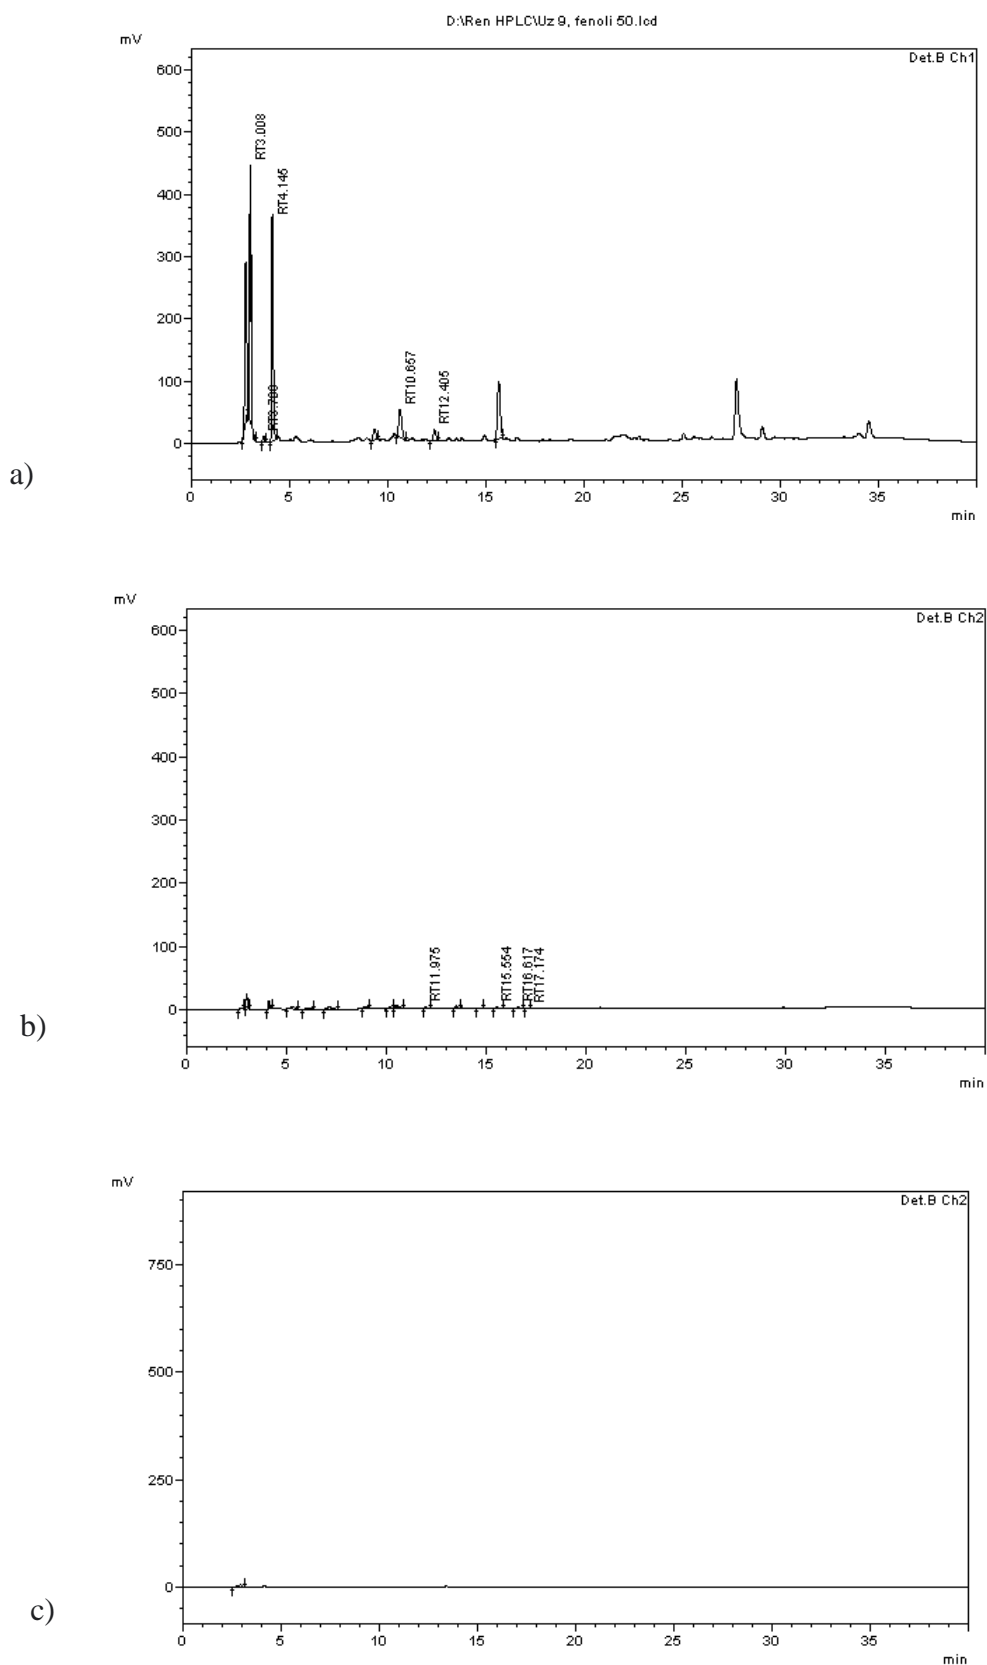 D:\Ren HPLC\Uz 9, fenoli 50.lcd
mV
Det.B Ch1
600
500
400
300
200
100
0
RT3.008
RT4.145
RT10.657
RT12.405
a)
0 5 10 15 20 25 30 35
min
mV
Det.B Ch2
600
500
400
300
200
100
0
RT11.975
RT15.554
RT16.617
RT17.174
b)
0 5 10 15 20 25 30 35
min
mV
Det.B Ch2
750
500
250
0
c)
0 5 10 15 20 25 30 35
min